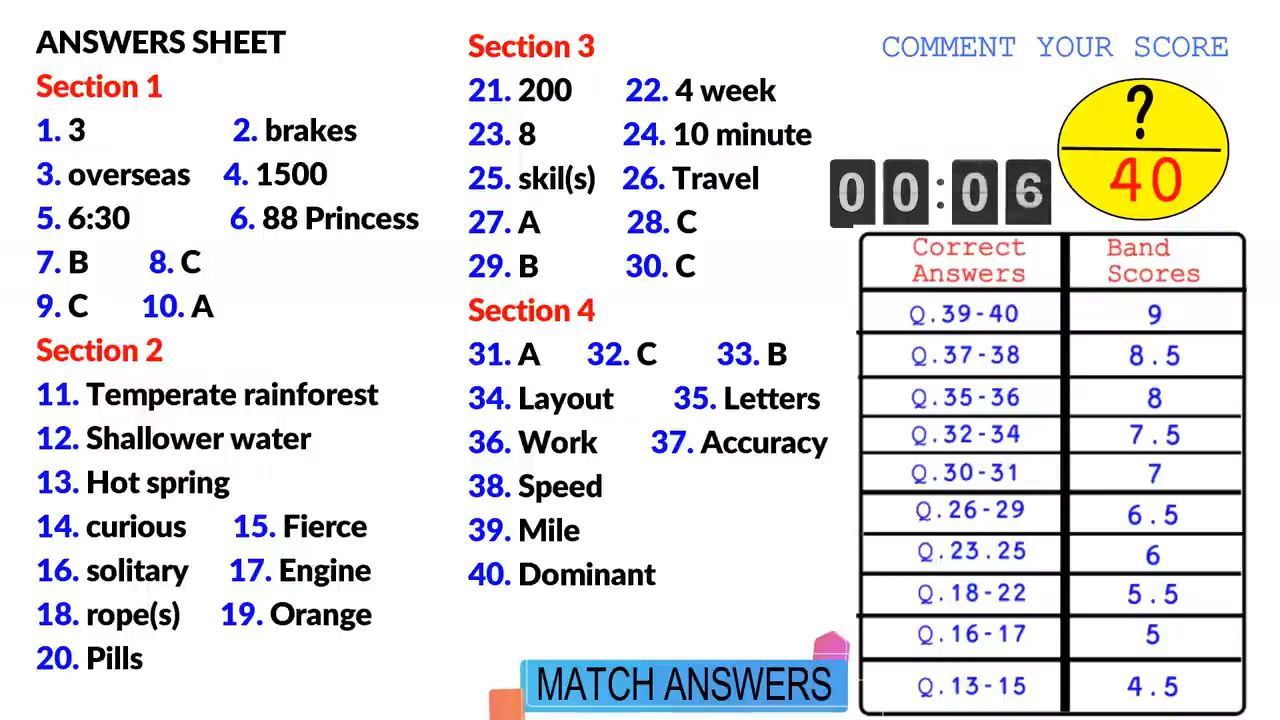 ANSWERS SHEET
Section 1
1. 3 2. brakes
3. overseas 4. 1500
5. 6:30 6. 88 Princess
7. B 8. C
9. C 10. A
Section 2
11. Temperate rainforest
12. Shallower water
13. Hot spring
14. curious 15. Fierce
16. solitary 17. Engine
18. rope(s) 19. Orange
20. Pills
Section 3
21. 200 22. 4 week
23. 8 24. 10 minute
25. skil(s) 26. Travel
27. A 28. C
29. B 30. C
Section 4
31. A 32. C 33. B
34. Layout 35. Letters
36. Work 37. Accuracy
38. Speed
39. Mile
40. Dominant
MATCH ANSWERS
COMMENT YOUR SCORE
?
40
00:06
Correct Answers Band Scores
Q.39-40 9
Q.37-38 8.5
Q.35-36 8
Q.32-34 7.5
Q.30-31 7
Q.26-29 6.5
Q.23.25 6
Q.18-22 5.5
Q.16-17 5
Q.13-15 4.5